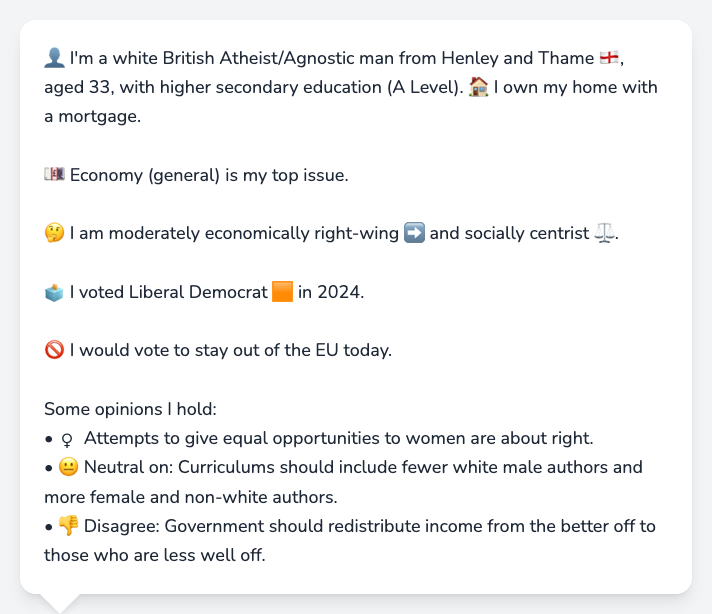 👤 I'm a white British Atheist/Agnostic man from Henley and Thame 🏴󠁧󠁢󠁥󠁮󠁧󠁿,
aged 33, with higher secondary education (A Level). 🏠 I own my home with
a mortgage.
💷 Economy (general) is my top issue.
🤔 I am moderately economically right-wing ➡️ and socially centrist ⚖️.
🗳️ I voted Liberal Democrat 🟧 in 2024.
🚫 I would vote to stay out of the EU today.
Some opinions I hold:
• ♀ Attempts to give equal opportunities to women are about right.
• 😐 Neutral on: Curriculums should include fewer white male authors and
more female and non-white authors.
• 👎 Disagree: Government should redistribute income from the better off to
those who are less well off.